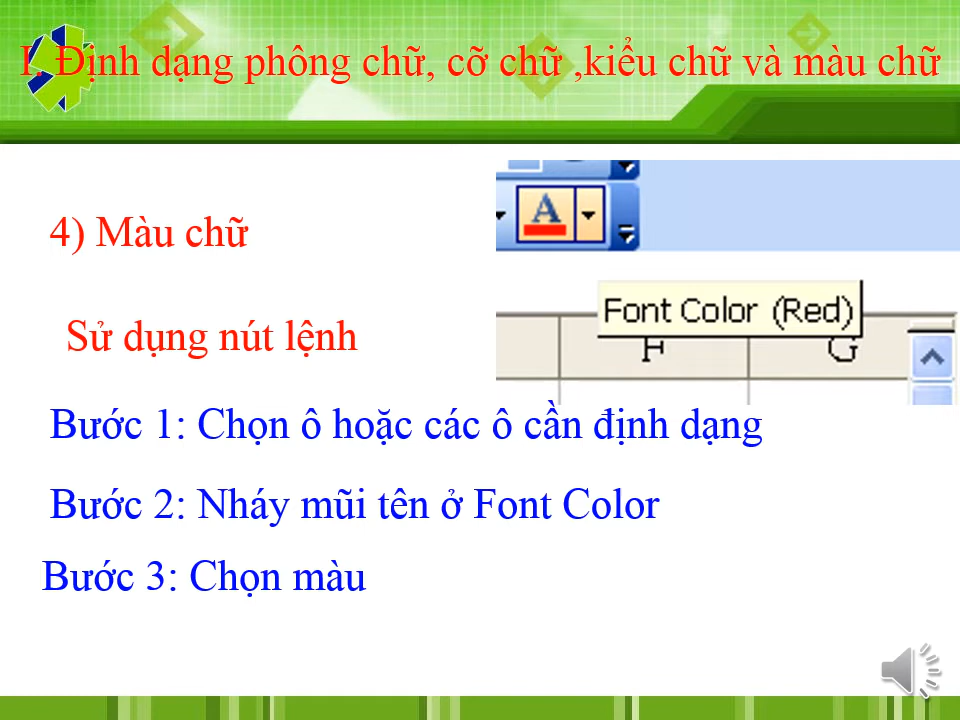 I. Định dạng phông chữ, cỡ chữ ,kiểu chữ và màu chữ
4) Màu chữ
A
Font Color (Red)
F G
Sử dụng nút lệnh
Bước 1: Chọn ô hoặc các ô cần định dạng
Bước 2: Nháy mũi tên ở Font Color
Bước 3: Chọn màu